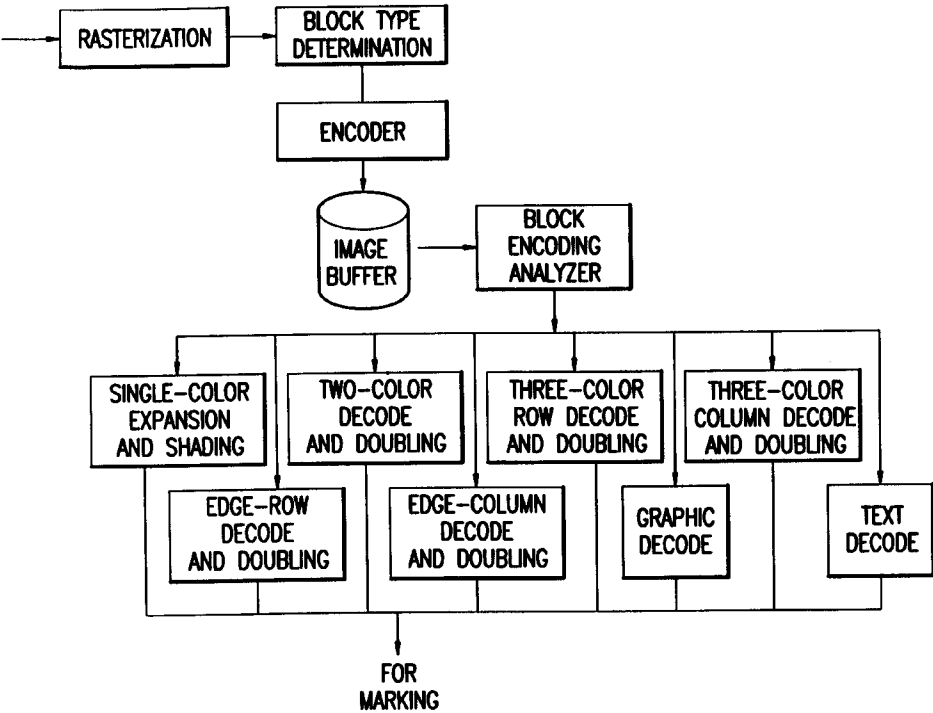 RASTERIZATION
BLOCK TYPE
DETERMINATION
ENCODER
IMAGE
BUFFER
BLOCK
ENCODING
ANALYZER
SINGLE-COLOR
EXPANSION
AND SHADING
TWO-COLOR
DECODE
AND DOUBLING
THREE-COLOR
ROW DECODE
AND DOUBLING
THREE-COLOR
COLUMN DECODE
AND DOUBLING
EDGE-ROW
DECODE
AND DOUBLING
EDGE-COLUMN
DECODE
AND DOUBLING
GRAPHIC
DECODE
TEXT
DECODE
FOR
MARKING